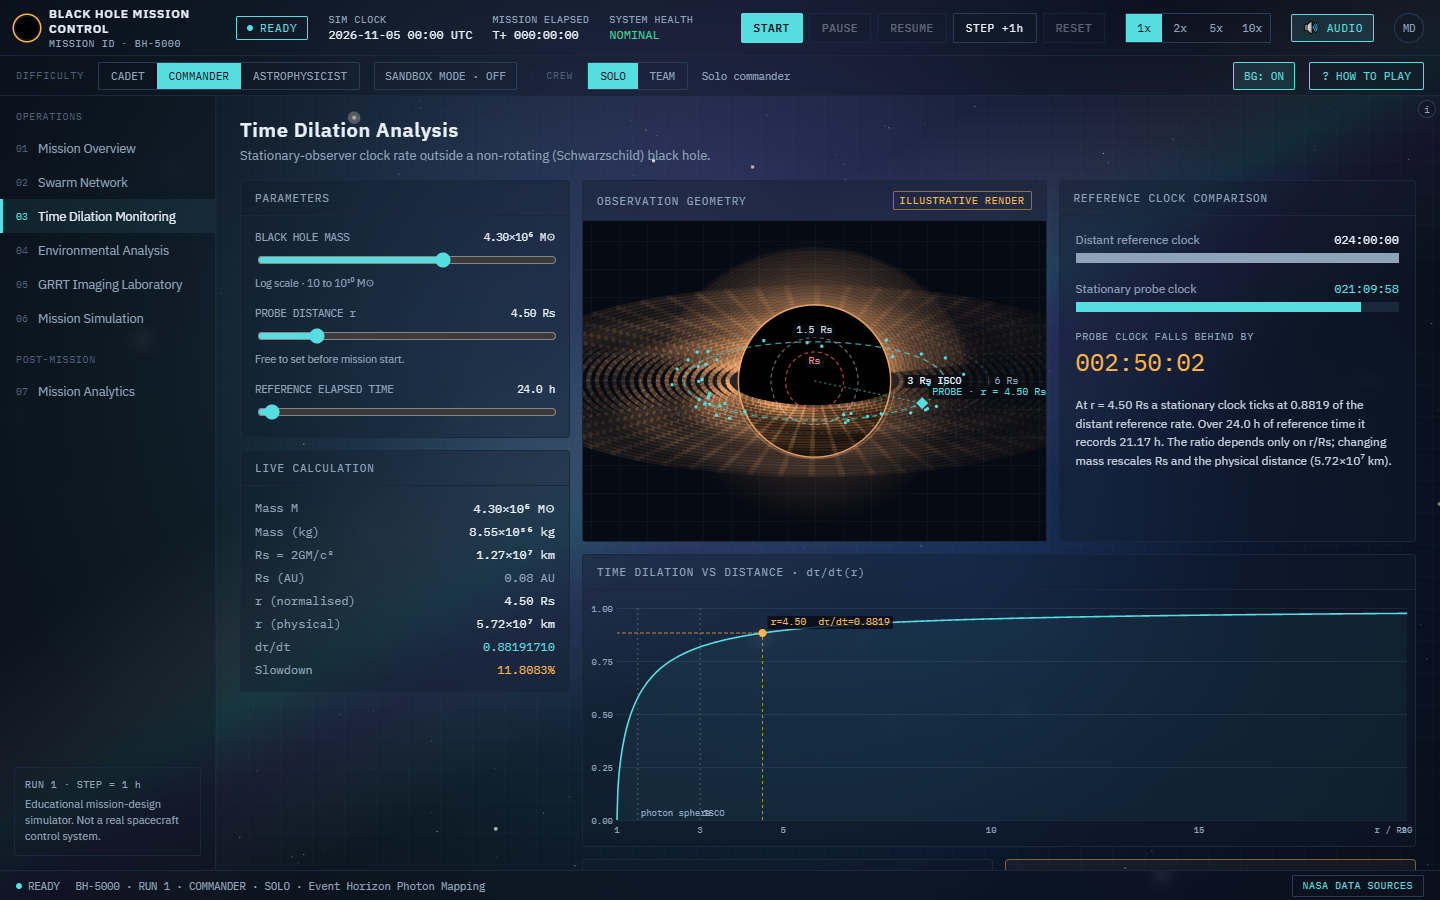 BLACK HOLE MISSION
CONTROL
MISSION ID · BH-5000
READY
SIM CLOCK
2026-11-05 00:00 UTC
MISSION ELAPSED
T+ 000:00:00
SYSTEM HEALTH
NOMINAL
START
PAUSE
RESUME
STEP +1h
RESET
1x 2x 5x 10x
AUDIO
MD
DIFFICULTY
CADET
COMMANDER
ASTROPHYSICIST
SANDBOX MODE · OFF
CREW
SOLO
TEAM
Solo commander
BG: ON
? HOW TO PLAY
i
OPERATIONS
01 Mission Overview
02 Swarm Network
03 Time Dilation Monitoring
04 Environmental Analysis
05 GRRT Imaging Laboratory
06 Mission Simulation
POST-MISSION
07 Mission Analytics
RUN 1 · STEP = 1 h
Educational mission-design
simulator. Not a real spacecraft
control system.
Time Dilation Analysis
Stationary-observer clock rate outside a non-rotating (Schwarzschild) black hole.
PARAMETERS
BLACK HOLE MASS 4.30×10⁶ M⊙
Log scale · 10 to 10¹⁰ M⊙
PROBE DISTANCE r 4.50 Rs
Free to set before mission start.
REFERENCE ELAPSED TIME 24.0 h
LIVE CALCULATION
Mass M 4.30×10⁶ M⊙
Mass (kg) 8.55×10³⁶ kg
Rs = 2GM/c² 1.27×10⁷ km
Rs (AU) 0.08 AU
r (normalised) 4.50 Rs
r (physical) 5.72×10⁷ km
dτ/dt 0.88191710
Slowdown 11.8083%
OBSERVATION GEOMETRY
ILLUSTRATIVE RENDER
1.5 Rs
Rs
3 Rs ISCO
6 Rs
PROBE · r = 4.50 Rs
REFERENCE CLOCK COMPARISON
Distant reference clock 024:00:00
Stationary probe clock 021:09:58
PROBE CLOCK FALLS BEHIND BY
002:50:02
At r = 4.50 Rs a stationary clock ticks at 0.8819 of the
distant reference rate. Over 24.0 h of reference time it
records 21.17 h. The ratio depends only on r/Rs; changing
mass rescales Rs and the physical distance (5.72×10⁷ km).
TIME DILATION VS DISTANCE · dτ/dt(r)
1.00
0.75
0.50
0.25
0.00
r=4.50 dτ/dt=0.8819
photon sphere
ISCO
1 3 5 10 15 20
r / Rs
READY
BH-5000 · RUN 1 · COMMANDER · SOLO · Event Horizon Photon Mapping
NASA DATA SOURCES